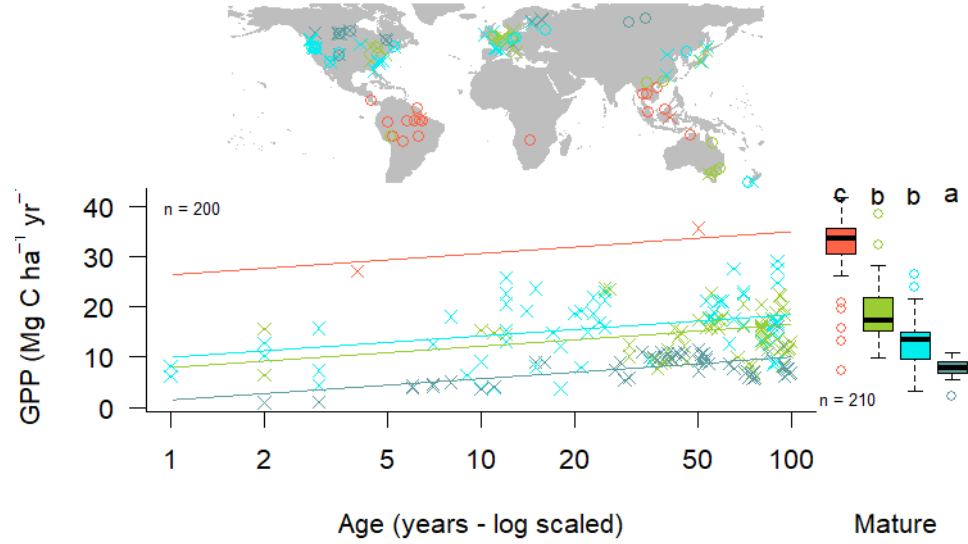 GPP (Mg C ha⁻¹ yr⁻
40
30
20
10
0
n = 200
c b b a
n = 210
1 2 5 10 20 50 100
Age (years - log scaled)
Mature